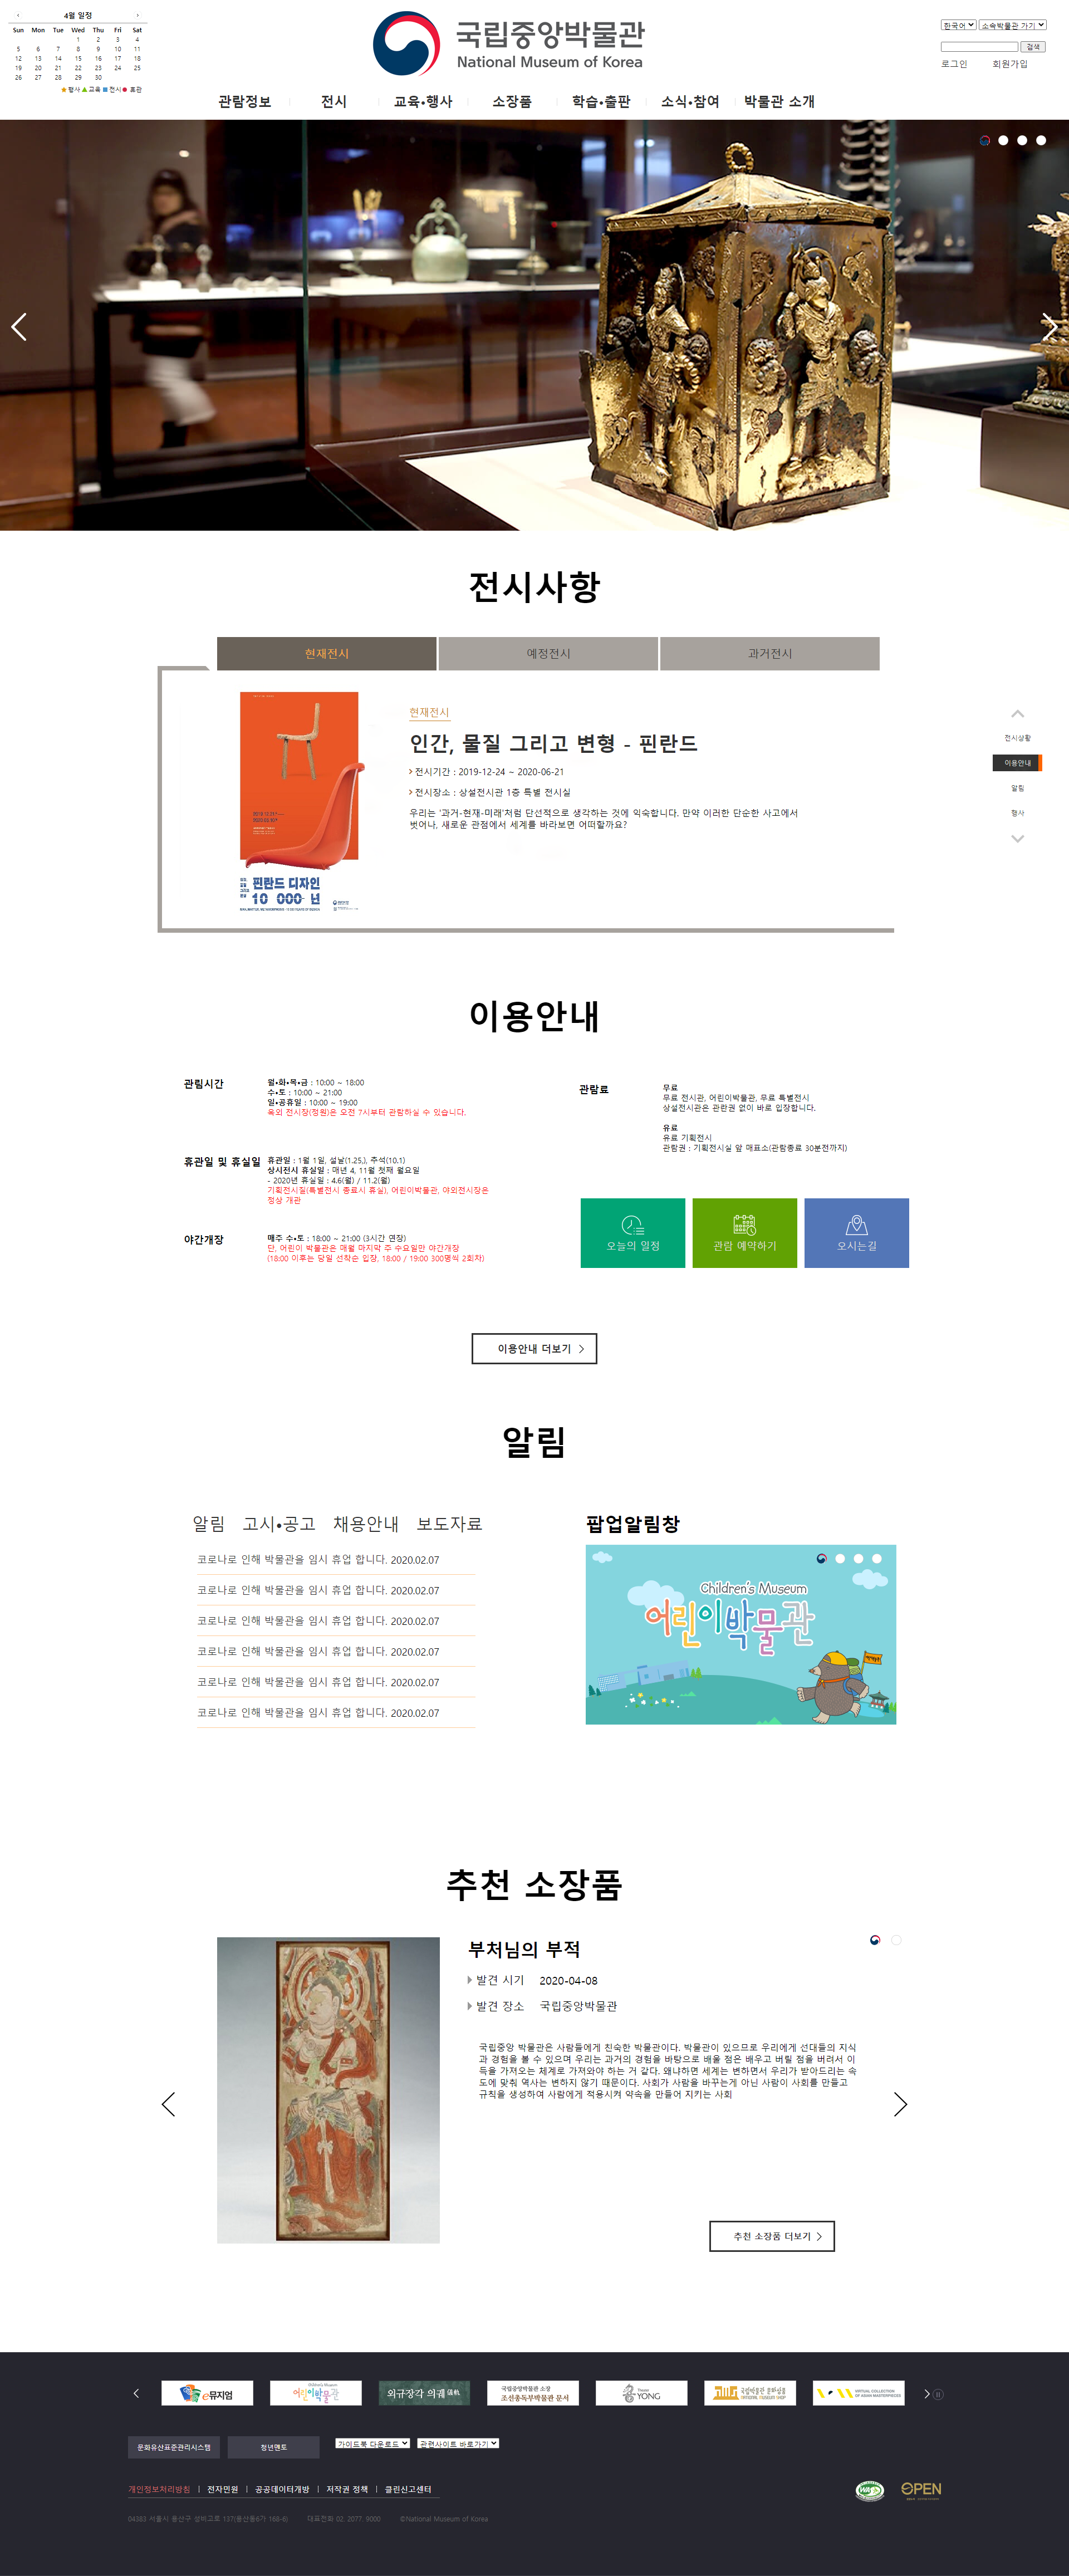 4월 일정
Sun Mon Tue Wed Thu Fri Sat
1 2 3 4
5 6 7 8 9 10 11
12 13 14 15 16 17 18
19 20 21 22 23 24 25
26 27 28 29 30
행사 교육 전시 휴관
국립중앙박물관
National Museum of Korea
한국어 소속박물관 가기
검색
로그인 회원가입
관람정보 전시 교육•행사 소장품 학습•출판 소식•참여 박물관 소개
전시사항
현재전시 예정전시 과거전시
현재전시
인간, 물질 그리고 변형 - 핀란드
전시기간 : 2019-12-24 ~ 2020-06-21
전시장소 : 상설전시관 1층 특별 전시실
우리는 '과거-현재-미래'처럼 단선적으로 생각하는 것에 익숙합니다. 만약 이러한 단순한 사고에서
벗어나, 새로운 관점에서 세계를 바라보면 어떠할까요?
핀란드 디자인
10 000 년
전시상황
이용안내
알림
행사
이용안내
관림시간
월•화•목•금 : 10:00 ~ 18:00
수•토 : 10:00 ~ 21:00
일•공휴일 : 10:00 ~ 19:00
옥외 전시장(정원)은 오전 7시부터 관람하실 수 있습니다.
휴관일 및 휴실일
휴관일 : 1월 1일, 설날(1.25,), 추석(10.1)
상시전시 휴실일 : 매년 4, 11월 첫째 월요일
- 2020년 휴실일 : 4.6(월) / 11.2(월)
기획전시질(특별전시 종료시 휴실), 어린이박물관, 야외전시장은
정상 개관
야간개장
매주 수•토 : 18:00 ~ 21:00 (3시간 연장)
단, 어린이 박물관은 매월 마지막 주 수요일만 야간개장
(18:00 이후는 당일 선착순 입장, 18:00 / 19:00 300명씩 2회차)
관람료
무료
무료 전시관, 어린이박물관, 무료 특별전시
상설전시관은 관란권 없이 바로 입장합니다.
유료
유료 기획전시
관람권 : 기획전시실 앞 매표소(관람종료 30분전까지)
오늘의 일정 관람 예약하기 오시는길
이용안내 더보기
알림
알림 고시•공고 채용안내 보도자료
코로나로 인해 박물관을 임시 휴업 합니다. 2020.02.07
코로나로 인해 박물관을 임시 휴업 합니다. 2020.02.07
코로나로 인해 박물관을 임시 휴업 합니다. 2020.02.07
코로나로 인해 박물관을 임시 휴업 합니다. 2020.02.07
코로나로 인해 박물관을 임시 휴업 합니다. 2020.02.07
코로나로 인해 박물관을 임시 휴업 합니다. 2020.02.07
팝업알림창
Children's Museum
어린이박물관
추천 소장품
부처님의 부적
발견 시기 2020-04-08
발견 장소 국립중앙박물관
국립중앙 박물관은 사람들에게 친숙한 박물관이다. 박물관이 있으므로 우리에게 선대들의 지식
과 경험을 볼 수 있으며 우리는 과거의 경험을 바탕으로 배울 점은 배우고 버릴 점을 버려서 이
득을 가져오는 체계로 가져와야 하는 거 같다. 왜냐하면 세계는 변하면서 우리가 받아드리는 속
도에 맞춰 역사는 변하지 않기 때문이다. 사회가 사람을 바꾸는게 아닌 사람이 사회를 만들고
규칙을 생성하여 사람에게 적용시켜 약속을 만들어 지키는 사회
추천 소장품 더보기
e뮤지엄
Children's Museum
어린이박물관
외규장각 의궤 儀軌
국립중앙박물관 소장
조선총독부박물관 문서
Theater
YONG
국립박물관 문화상품
NATIONAL MUSEUM SHOP
VIRTUAL COLLECTION
OF ASIAN MASTERPIECES
문화유산표준관리시스템 청년멘토 가이드북 다운로드 관련사이트 바로가기
개인정보처리방침 전자민원 공공데이터개방 저작권 정책 클린신고센터
WA
OPEN
04383 서울시 용산구 성비고로 137(용산동6가 168-6) 대표전화 02. 2077. 9000 ©National Museum of Korea